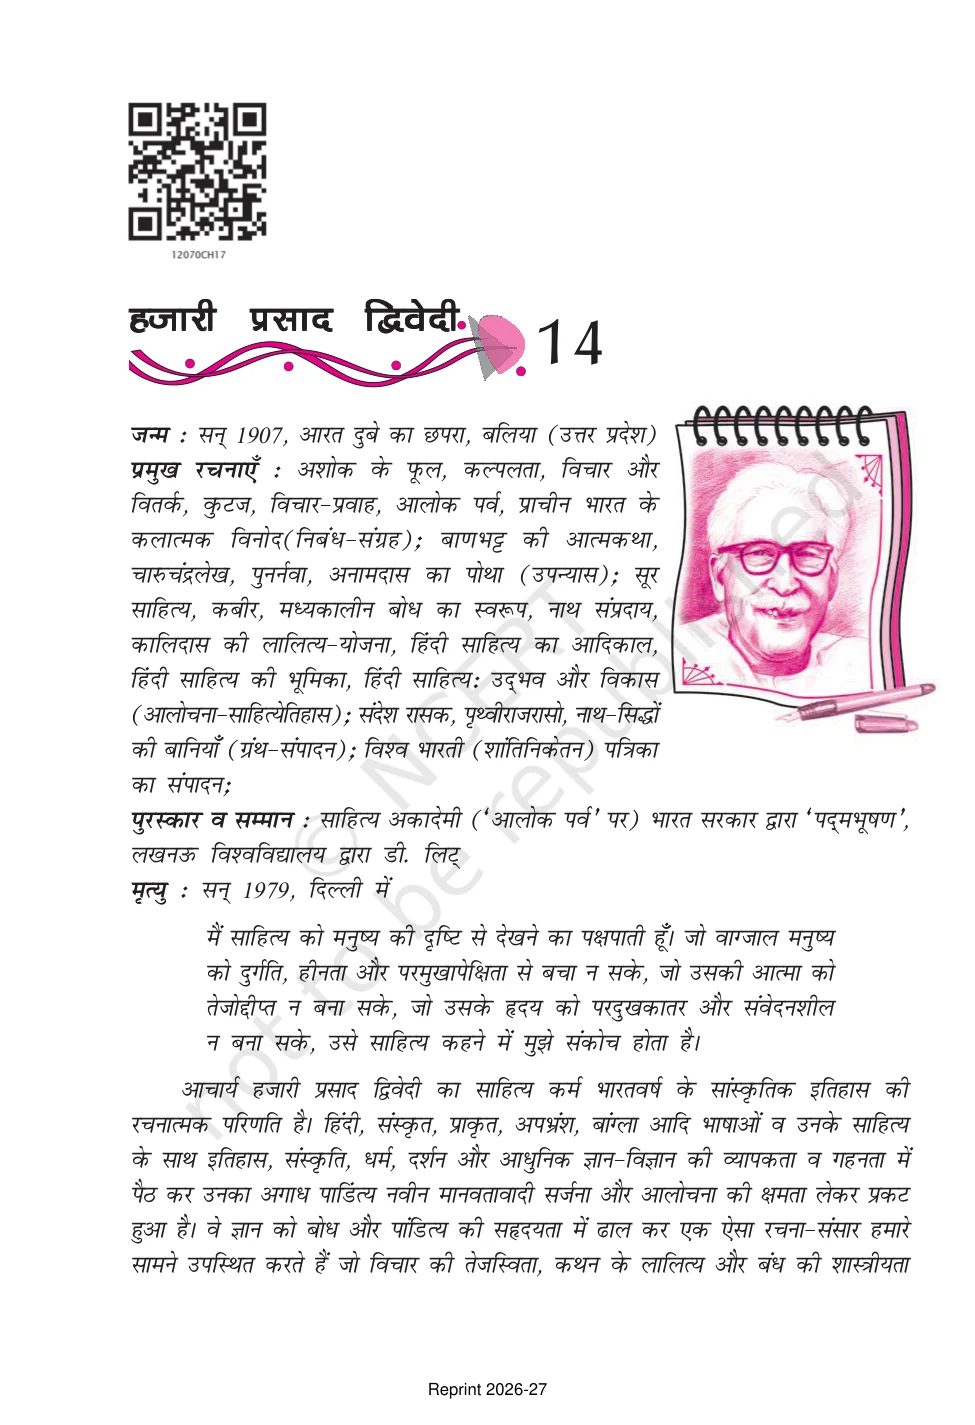 12070CH17
हजारी प्रसाद द्विवेदी
14
जन्म : सन् 1907, आरत दुबे का छपरा, बलिया (उत्तर प्रदेश)
प्रमुख रचनाएँ : अशोक के फूल, कल्पलता, विचार और
वितर्क, कुटज, विचार-प्रवाह, आलोक पर्व, प्राचीन भारत के
कलात्मक विनोद(निबंध-संग्रह); बाणभट्ट की आत्मकथा,
चारुचंद्रलेख, पुनर्नवा, अनामदास का पोथा (उपन्यास); सूर
साहित्य, कबीर, मध्यकालीन बोध का स्वरूप, नाथ संप्रदाय,
कालिदास की लालित्य-योजना, हिंदी साहित्य का आदिकाल,
हिंदी साहित्य की भूमिका, हिंदी साहित्य: उद्‌भव और विकास
(आलोचना-साहित्येतिहास); संदेश रासक, पृथ्वीराजरासो, नाथ-सिद्धों
की बानियाँ (ग्रंथ-संपादन); विश्व भारती (शांतिनिकेतन) पत्रिका
का संपादन;
पुरस्कार व सम्मान : साहित्य अकादेमी (‘आलोक पर्व’ पर) भारत सरकार द्वारा ‘पद्‌मभूषण’,
लखनऊ विश्वविद्यालय द्वारा डी. लिट्
मृत्यु : सन् 1979, दिल्ली में
मैं साहित्य को मनुष्य की दृष्टि से देखने का पक्षपाती हूँ। जो वाग्जाल मनुष्य
को दुर्गति, हीनता और परमुखापेक्षिता से बचा न सके, जो उसकी आत्मा को
तेजोद्दीप्त न बना सके, जो उसके हृदय को परदुखकातर और संवेदनशील
न बना सके, उसे साहित्य कहने में मुझे संकोच होता है।
आचार्य हजारी प्रसाद द्विवेदी का साहित्य कर्म भारतवर्ष के सांस्कृतिक इतिहास की
रचनात्मक परिणति है। हिंदी, संस्कृत, प्राकृत, अपभ्रंश, बांग्ला आदि भाषाओं व उनके साहित्य
के साथ इतिहास, संस्कृति, धर्म, दर्शन और आधुनिक ज्ञान-विज्ञान की व्यापकता व गहनता में
पैठ कर उनका अगाध पाडिंत्य नवीन मानवतावादी सर्जना और आलोचना की क्षमता लेकर प्रकट
हुआ है। वे ज्ञान को बोध और पांडित्य की सहृदयता में ढाल कर एक ऐसा रचना-संसार हमारे
सामने उपस्थित करते हैं जो विचार की तेजस्विता, कथन के लालित्य और बंध की शास्त्रीयता
© NCERT
not to be republished
Reprint 2026-27